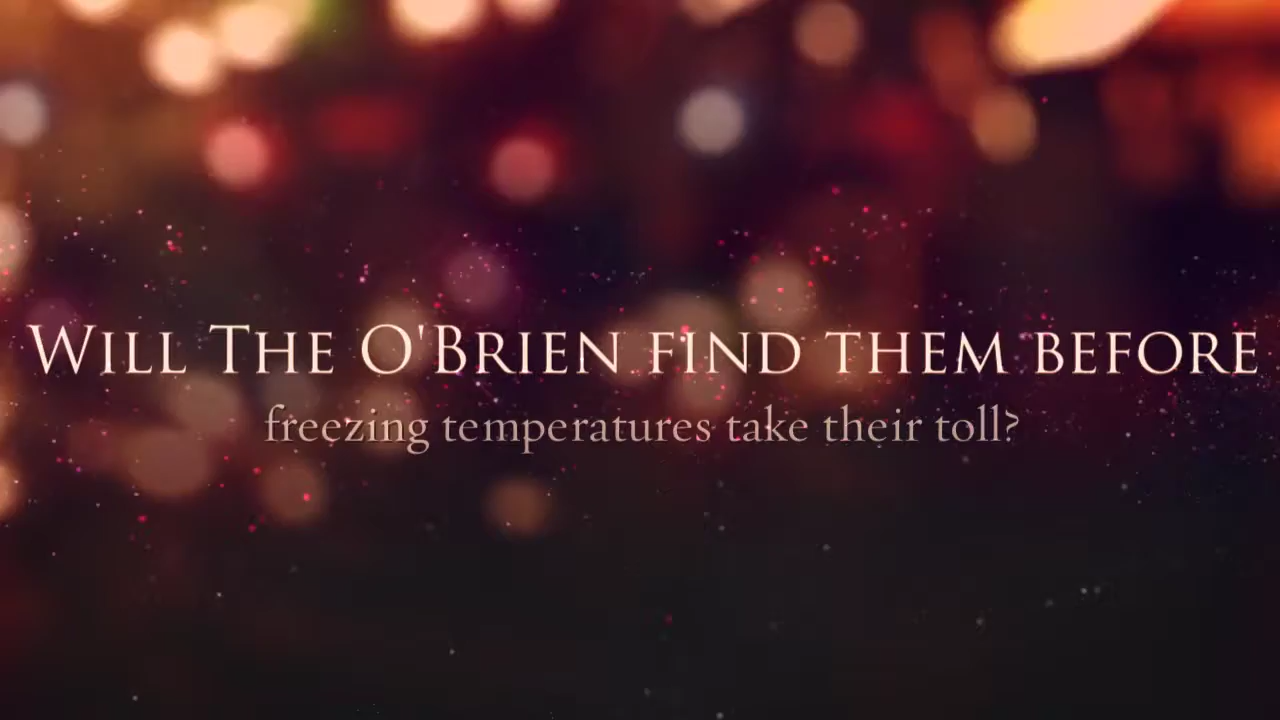 Will The O'Brien find them before
freezing temperatures take their toll?